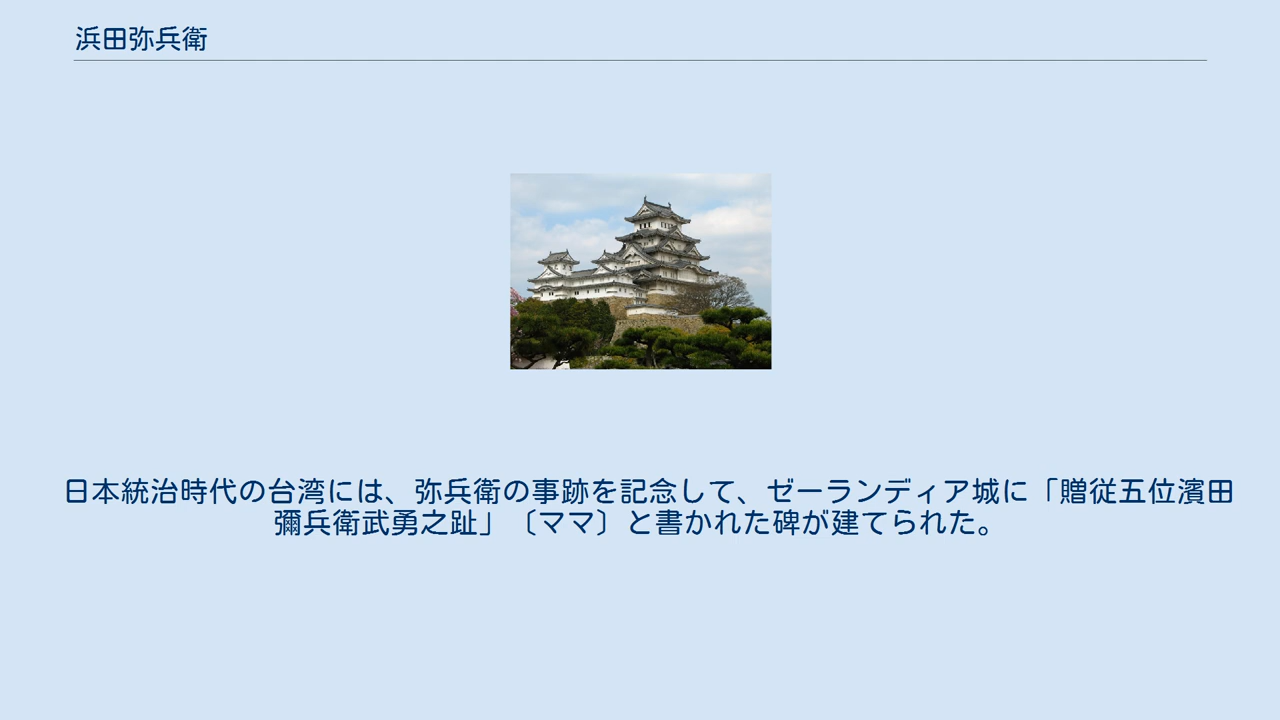 浜田弥兵衛
日本統治時代の台湾には、弥兵衛の事跡を記念して、ゼーランディア城に「贈従五位濱田
彌兵衛武勇之趾」〔ママ〕と書かれた碑が建てられた。